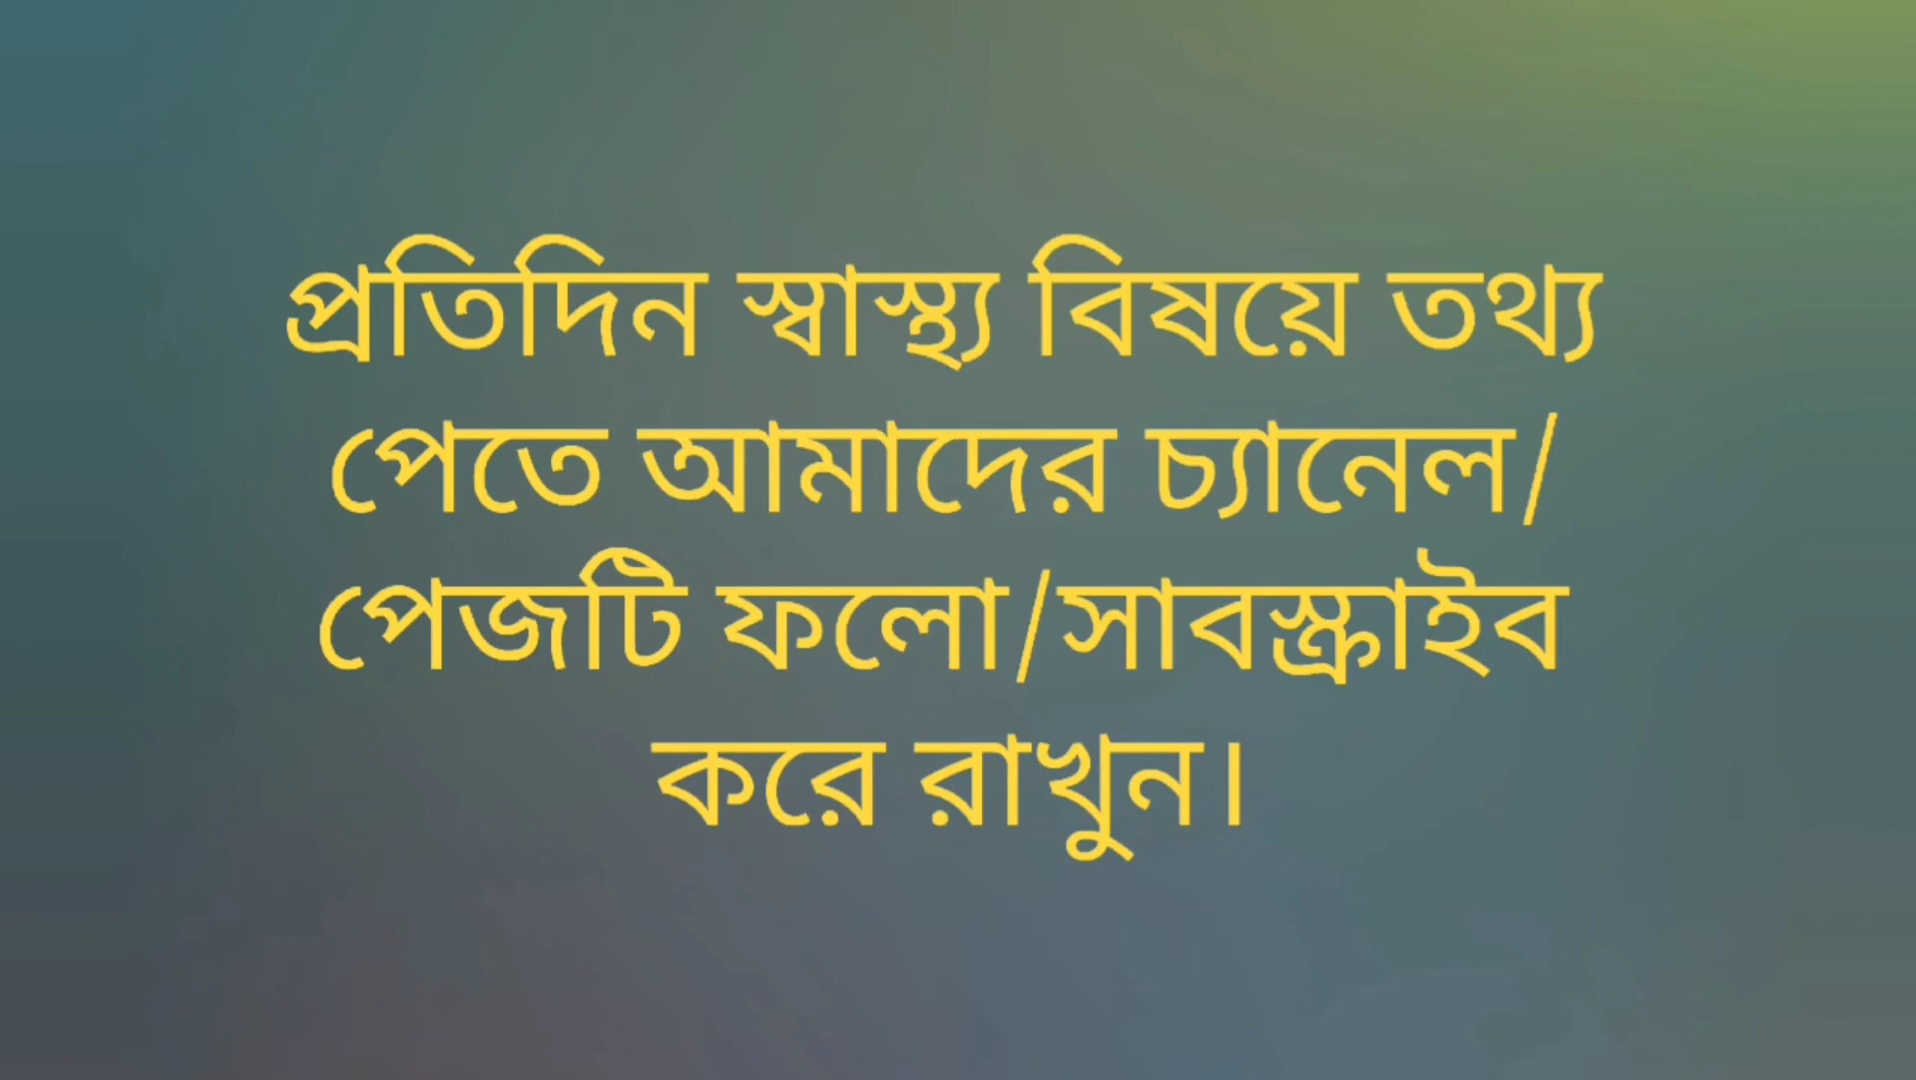 প্রতিদিন স্বাস্থ্য বিষয়ে তথ্য
পেতে আমাদের চ্যানেল/
পেজটি ফলো/সাবস্ক্রাইব
করে রাখুন।